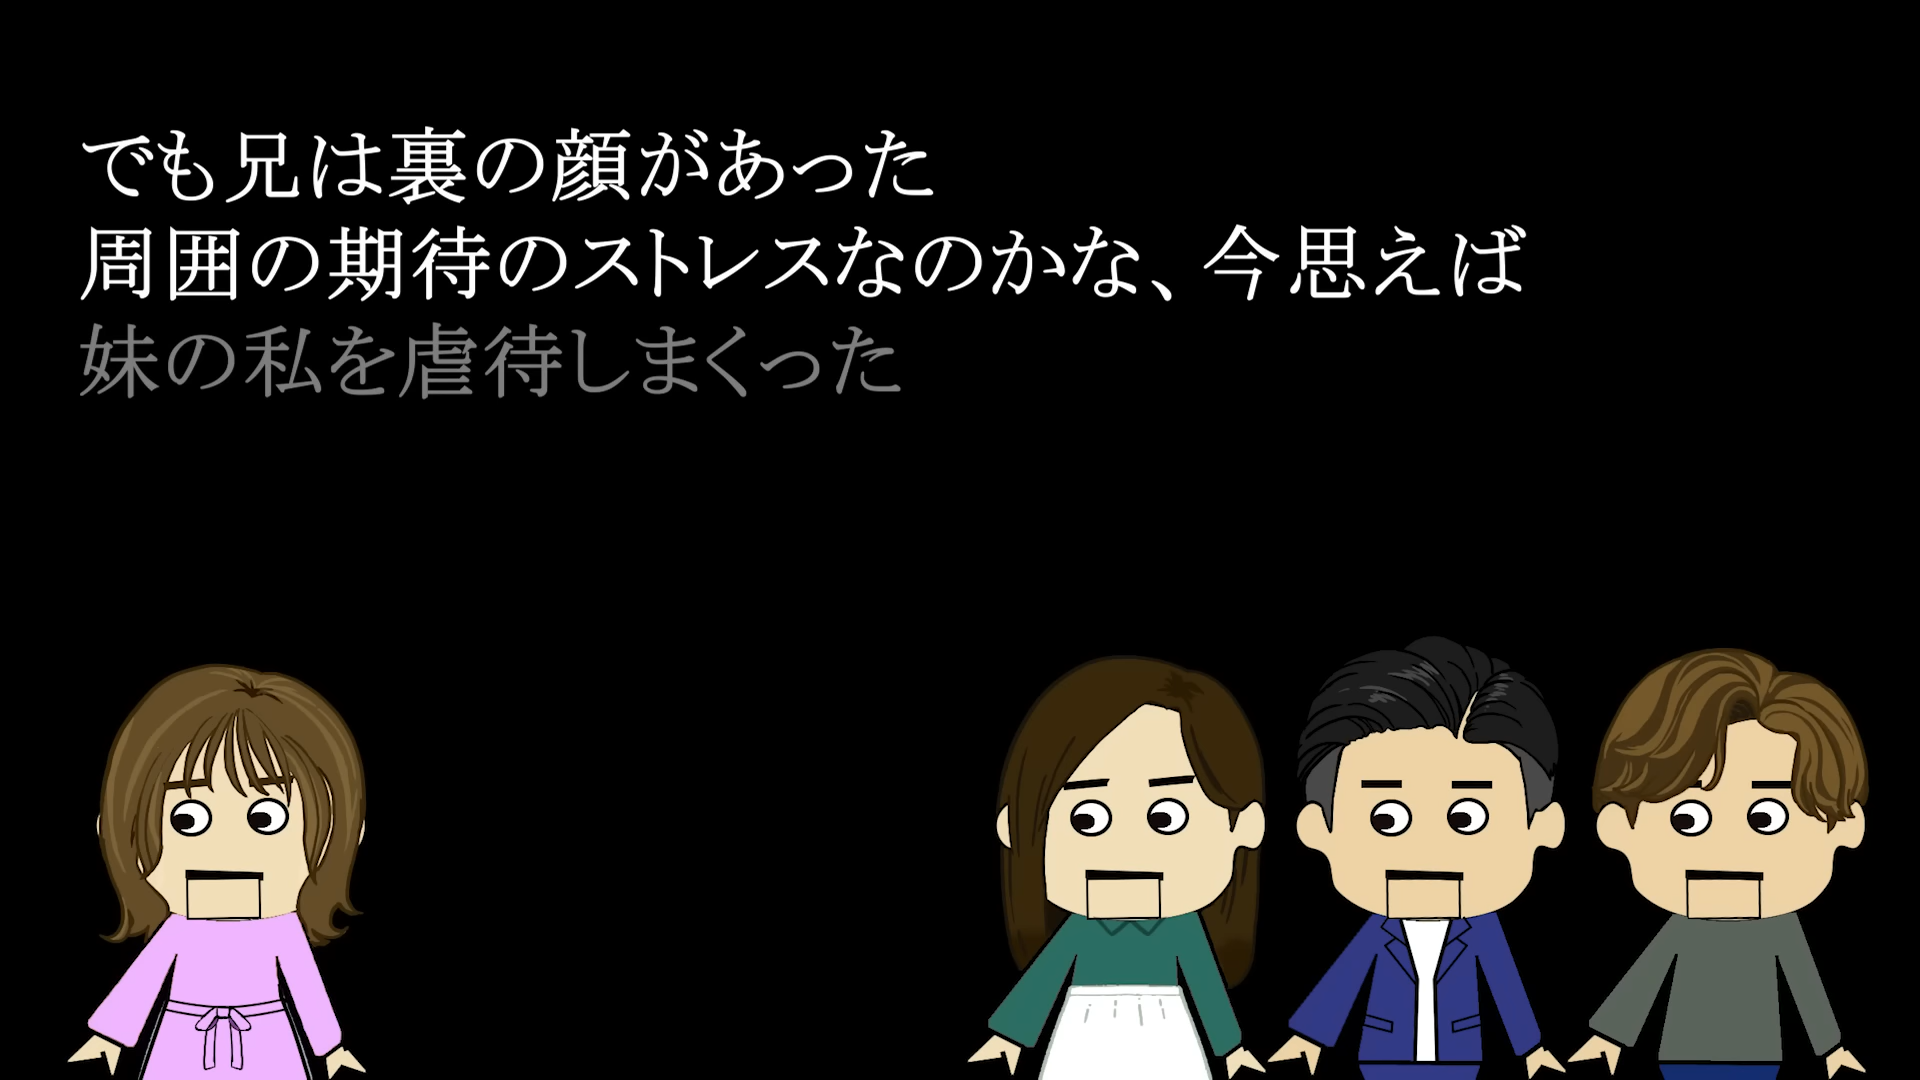 でも兄は裏の顔があった
周囲の期待のストレスなのかな、今思えば
妹の私を虐待しまくった